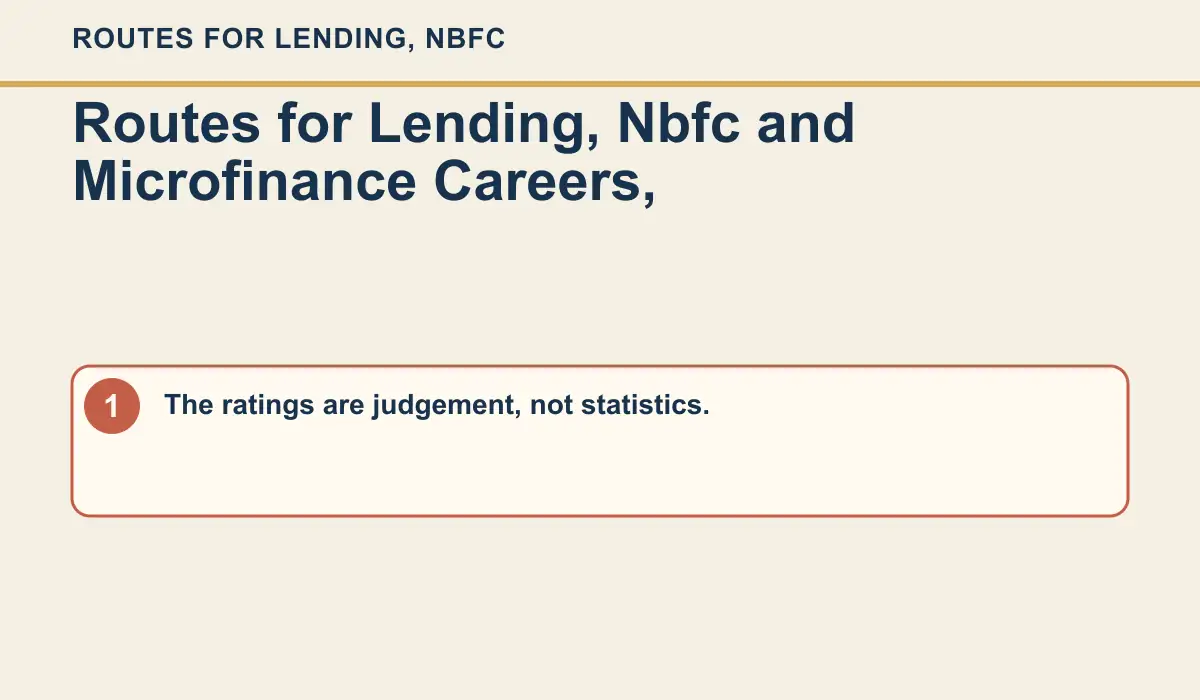 ROUTES FOR LENDING, NBFC
Routes for Lending, Nbfc and
Microfinance Careers,
1 The ratings are judgement, not statistics.